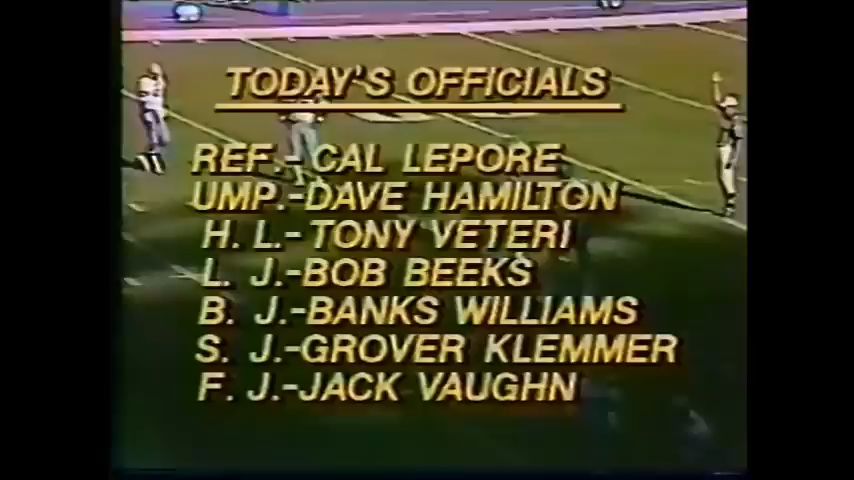 TODAY'S OFFICIALS
REF.-CAL LEPORE
UMP.-DAVE HAMILTON
H. L.-TONY VETERI
L. J.-BOB BEEKS
B. J.-BANKS WILLIAMS
S. J.-GROVER KLEMMER
F. J.-JACK VAUGHN